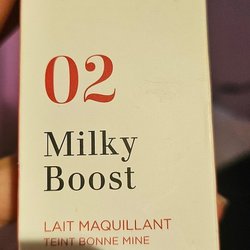 02
Milky
Boost
LAIT MAQUILLANT
TEINT BONNE MINE